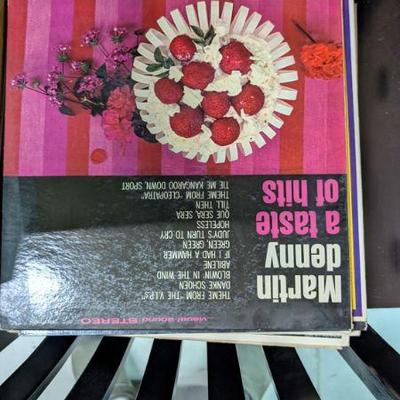 ...visual sound STEREO
Martin
denny
a taste
of hits
THEME FROM "THE V.I.P.s"
DANKE SCHOEN
BLOWIN' IN THE WIND
ABILENE
IF I HAD A HAMMER
GREEN, GREEN
JUDY'S TURN TO CRY
HOPELESS
QUE SERA, SERA
TILL THEN
THEME FROM "CLEOPATRA"
TIE ME KANGAROO DOWN, SPORT